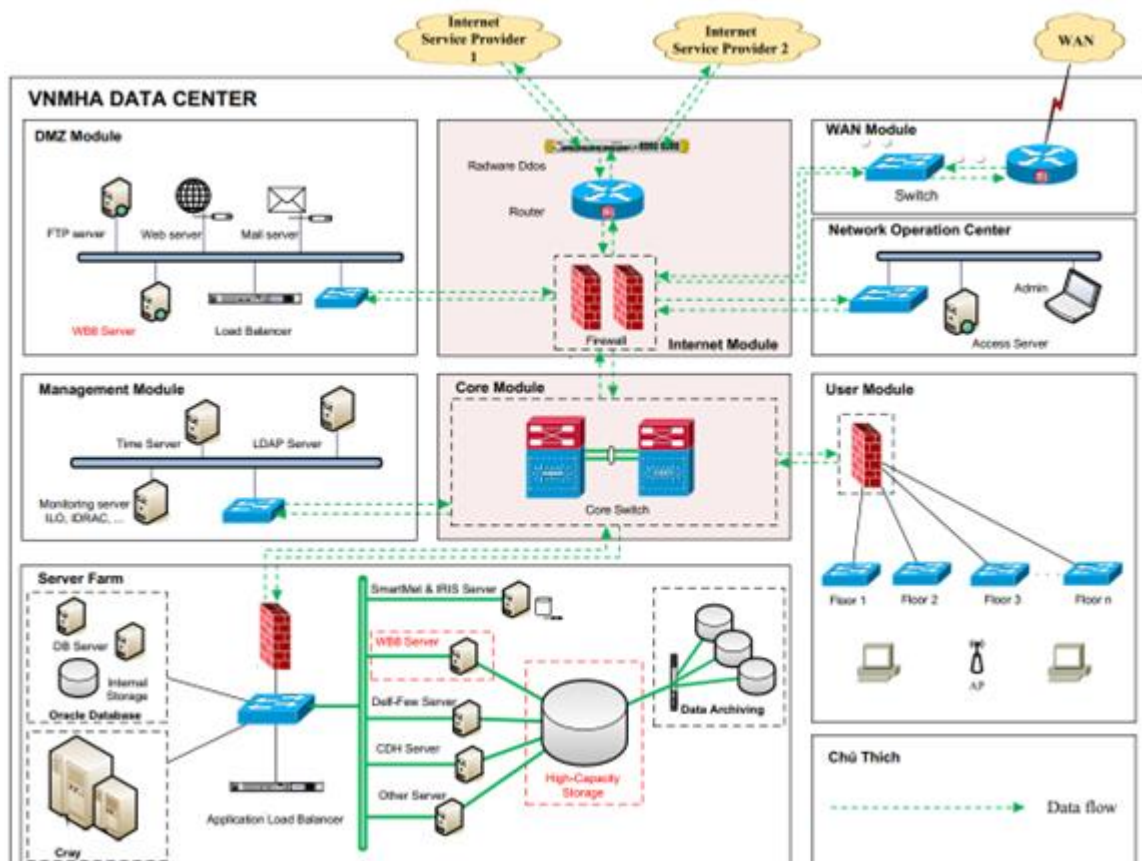 Internet
Service Provider
1
Internet
Service Provider 2
WAN
VNMHA DATA CENTER
DMZ Module
FTP server
Web server
Mail server
WB8 Server
Load Balancer
Radware Ddos
Router
Firewall
Internet Module
WAN Module
Switch
Network Operation Center
Admin
Access Server
Management Module
Time Server
LDAP Server
Monitoring server
ILO, IDRAC, ...
Core Module
Core Switch
User Module
Floor 1
Floor 2
Floor 3
Floor n
AP
Server Farm
DB Server
Internal
Storage
Oracle Database
Cray
Application Load Balancer
SmartMet & IRIS Server
WB8 Server
Delf-Few Server
CDH Server
Other Server
High-Capacity
Storage
Data Archiving
Chú Thích
Data flow